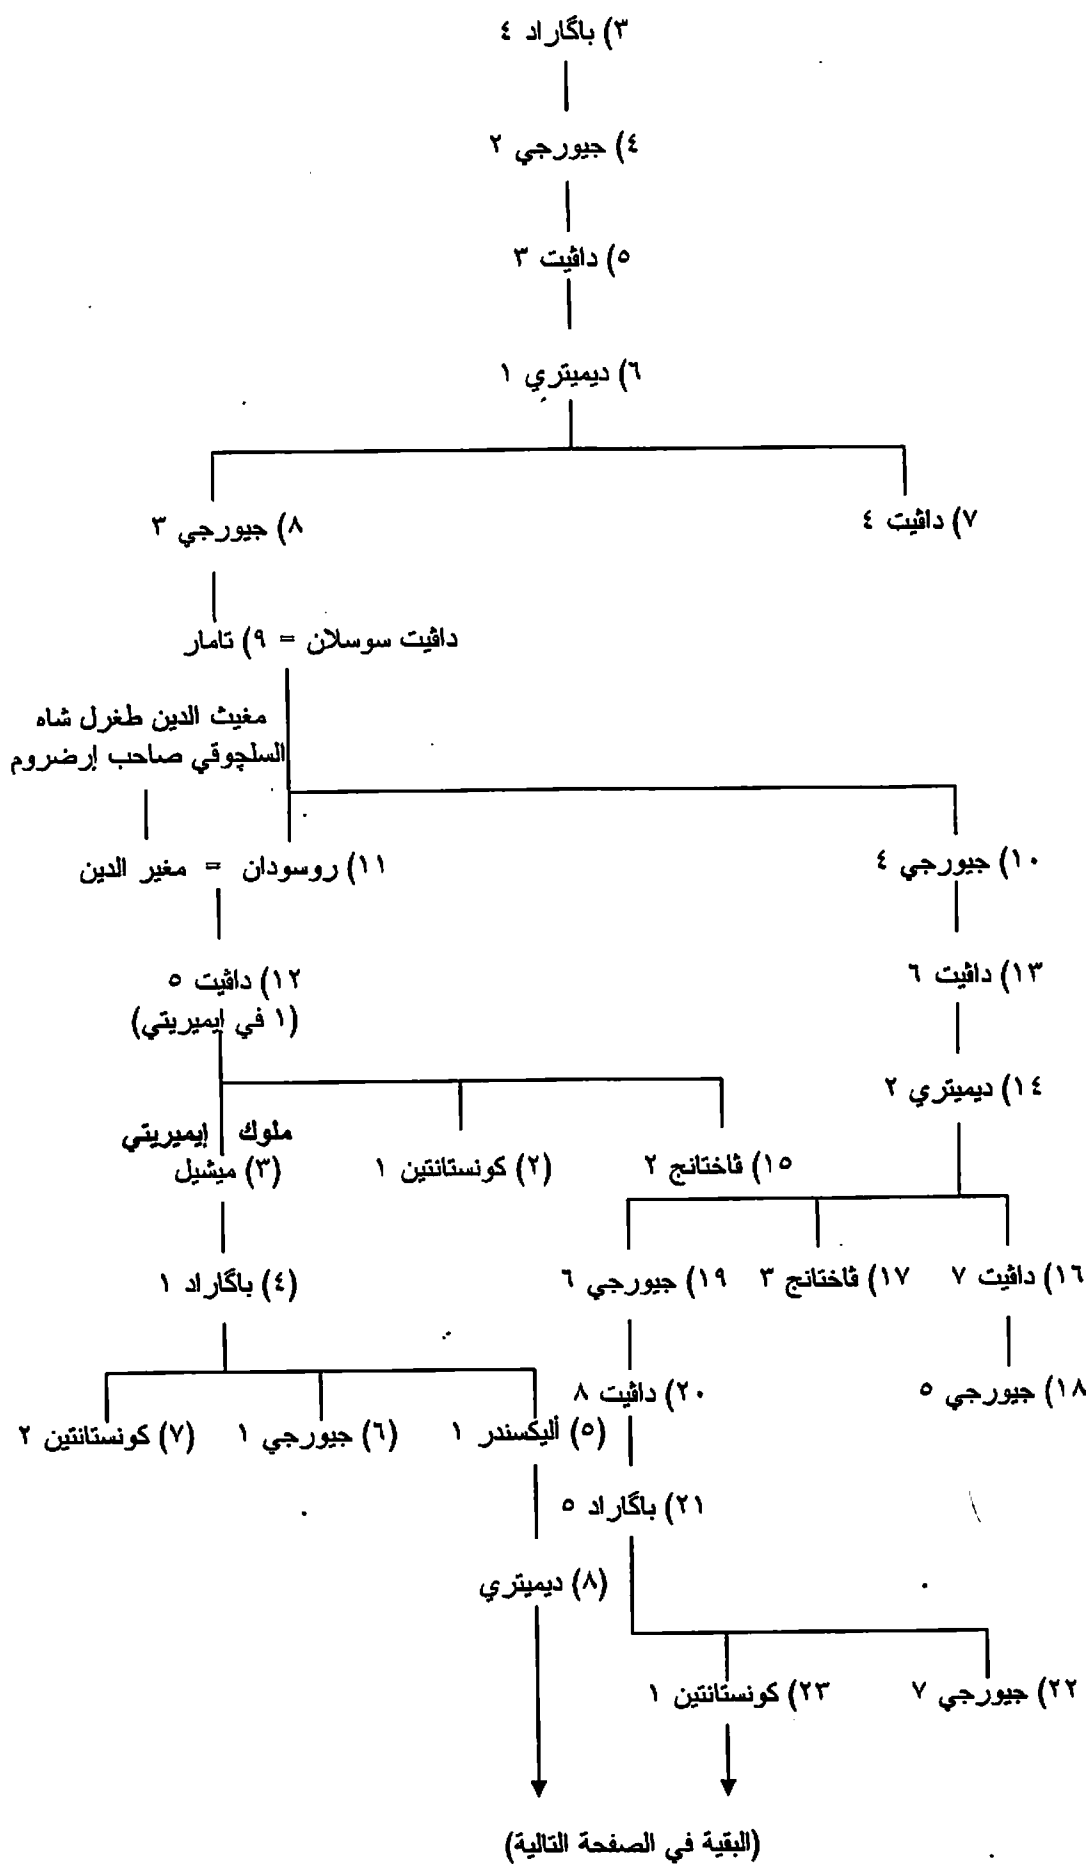 ٣) باگاراد ٤
٤) جيورجي ٢
٥) داڤيت ٣
٦) ديميتري ١
٧) داڤيت ٤
٨) جيورجي ٣
داڤيت سوسلان = ٩) تامار
مغيث الدين طغرل شاه
السلچوقي صاحب إرضروم
١٠) جيورجي ٤
١١) روسودان = مغير الدين
١٣) داڤيت ٦
١٢) داڤيت ٥
(١ في إيميريتي)
١٤) ديميتري ٢
ملوك إيميريتي
١٥) ڤاختانج ٢
(٢) كونستانتين ١
(٣) ميشيل
١٦) داڤيت ٧
١٧) ڤاختانج ٣
١٩) جيورجي ٦
(٤) باگاراد ١
١٨) جيورجي ٥
٢٠) داڤيت ٨
(٥) أليكسندر ١
(٦) جيورجي ١
(٧) كونستانتين ٢
٢١) باگاراد ٥
(٨) ديميتري
٢٢) جيورجي ٧
٢٣) كونستانتين ١
(البقية في الصفحة التالية)